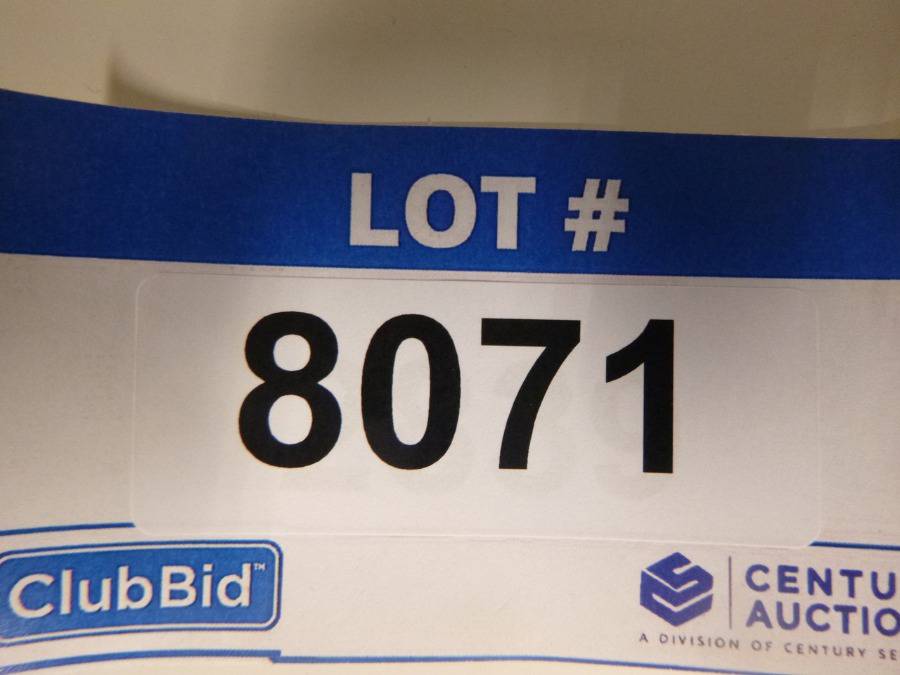 LOT #
8071
ClubBid™
CENTU
AUCTIO
A DIVISION OF CENTURY SE